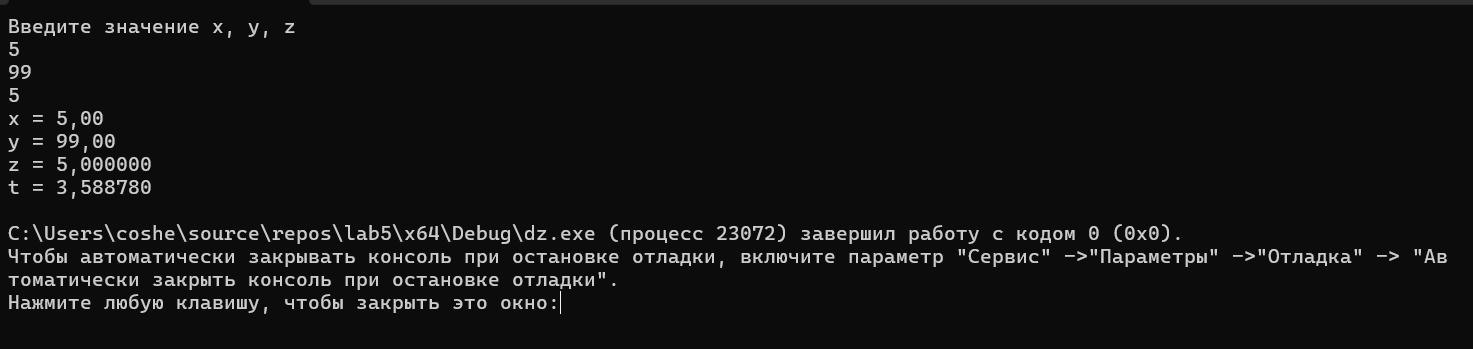 Введите значение x, y, z
5
99
5
x = 5,00
y = 99,00
z = 5,000000
t = 3,588780
C:\Users\coshe\source\repos\lab5\x64\Debug\dz.exe (процесс 23072) завершил работу с кодом 0 (0x0).
Чтобы автоматически закрывать консоль при остановке отладки, включите параметр "Сервис" ->"Параметры" ->"Отладка" -> "Ав
томатически закрыть консоль при остановке отладки".
Нажмите любую клавишу, чтобы закрыть это окно: